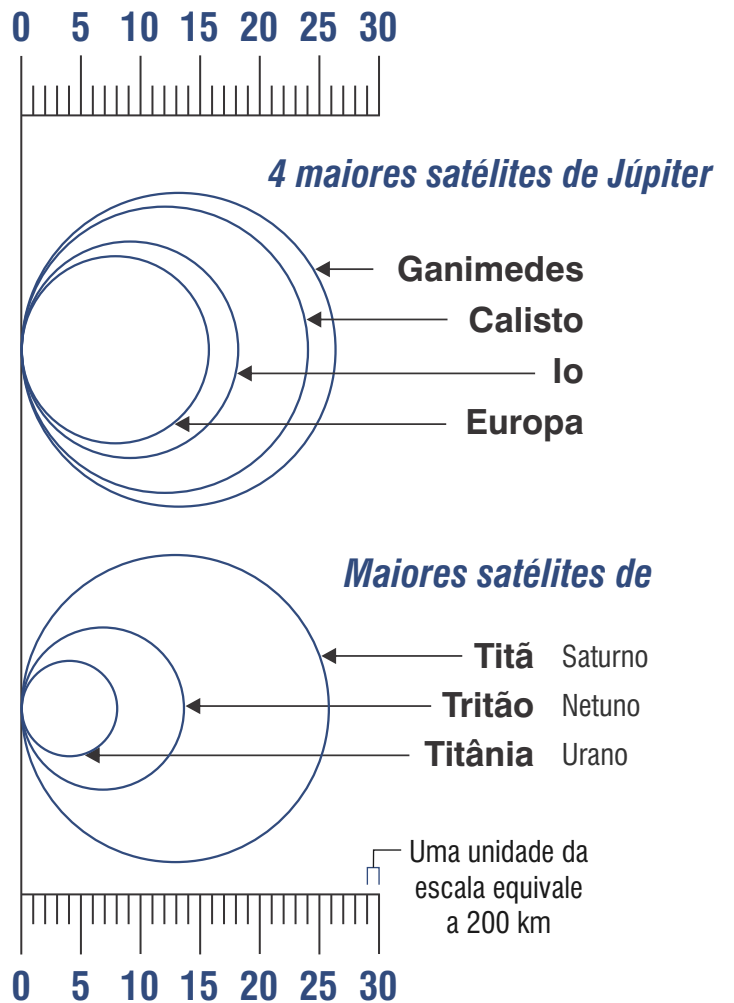 0 5 10 15 20 25 30
4 maiores satélites de Júpiter
Ganimedes
Calisto
Io
Europa
Maiores satélites de
Titã Saturno
Tritão Netuno
Titânia Urano
Uma unidade da
escala equivale
a 200 km
0 5 10 15 20 25 30